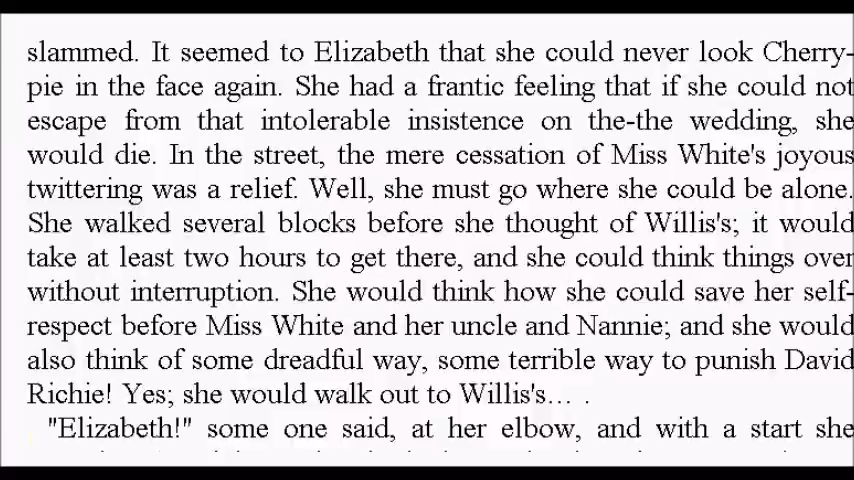 slammed. It seemed to Elizabeth that she could never look Cherry-
pie in the face again. She had a frantic feeling that if she could not
escape from that intolerable insistence on the-the wedding, she
would die. In the street, the mere cessation of Miss White's joyous
twittering was a relief. Well, she must go where she could be alone.
She walked several blocks before she thought of Willis's; it would
take at least two hours to get there, and she could think things over
without interruption. She would think how she could save her self-
respect before Miss White and her uncle and Nannie; and she would
also think of some dreadful way, some terrible way to punish David
Richie! Yes; she would walk out to Willis's... .
"Elizabeth!" some one said, at her elbow, and with a start she